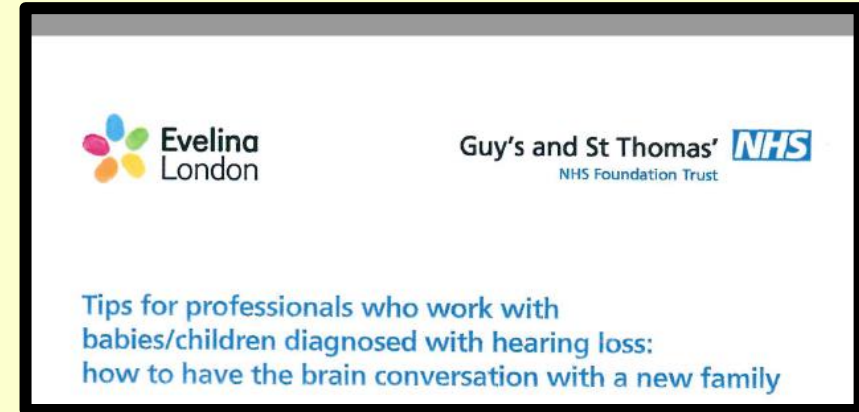 Evelina
London
Guy's and St Thomas' NHS
NHS Foundation Trust
Tips for professionals who work with
babies/children diagnosed with hearing loss:
how to have the brain conversation with a new family